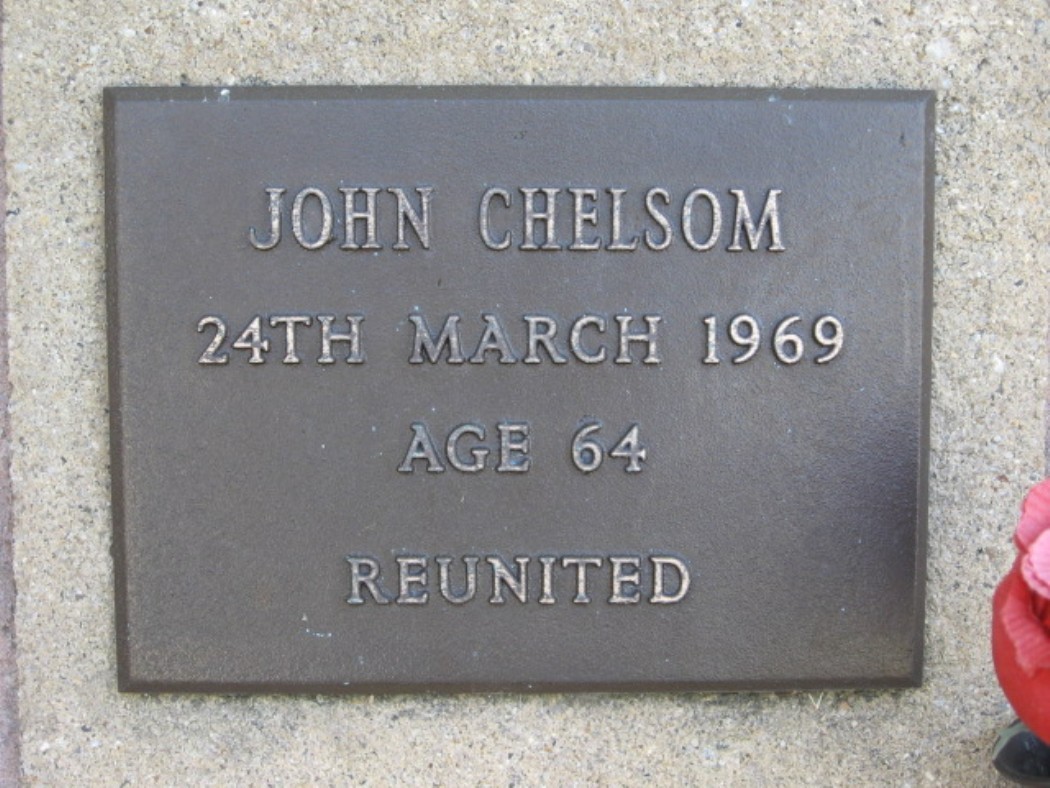 JOHN CHELSOM
24TH MARCH 1969
AGE 64
REUNITED